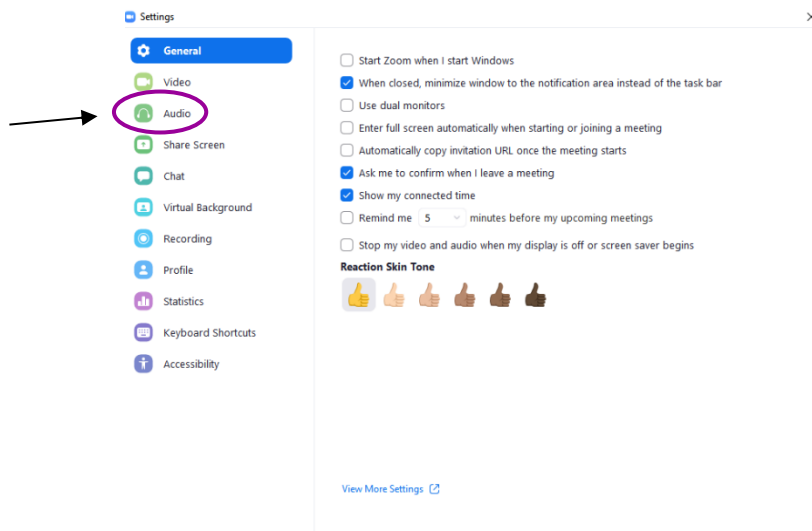 Settings
General
Video
Audio
Share Screen
Chat
Virtual Background
Recording
Profile
Statistics
Keyboard Shortcuts
Accessibility
Start Zoom when I start Windows
When closed, minimize window to the notification area instead of the task bar
Use dual monitors
Enter full screen automatically when starting or joining a meeting
Automatically copy invitation URL once the meeting starts
Ask me to confirm when I leave a meeting
Show my connected time
Remind me 5 minutes before my upcoming meetings
Stop my video and audio when my display is off or screen saver begins
Reaction Skin Tone
View More Settings